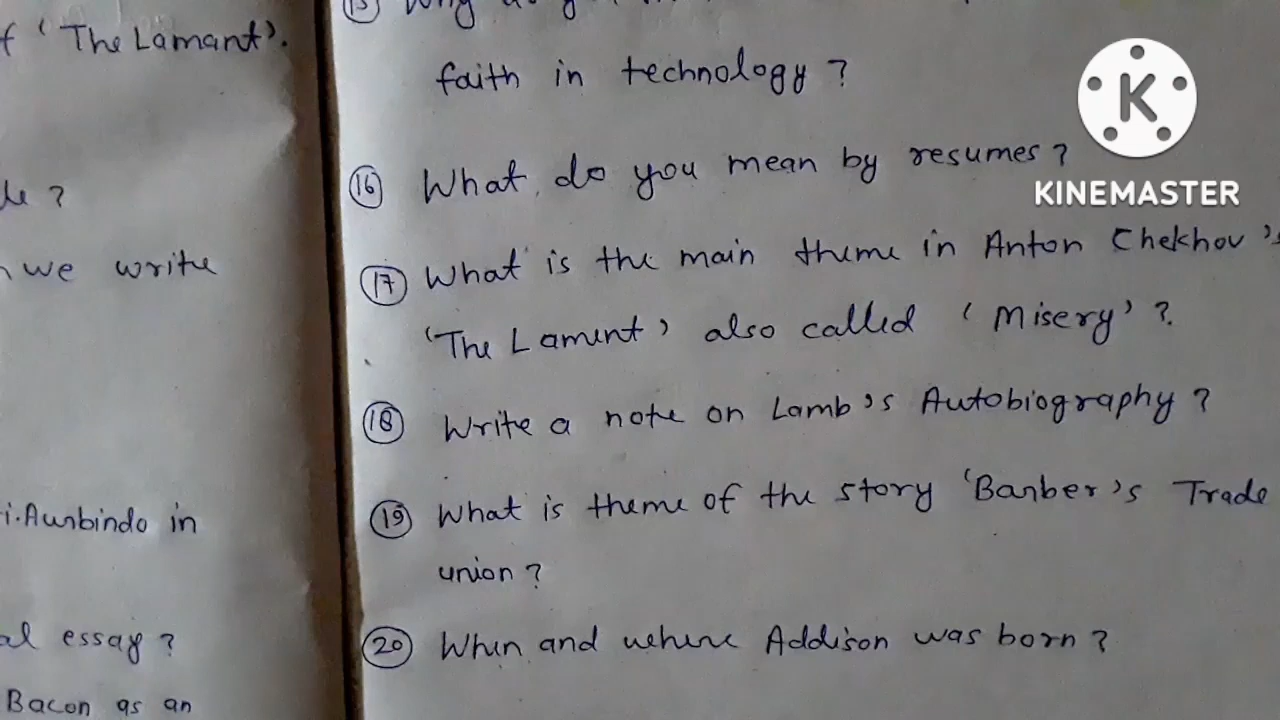 f 'The Lamant'.
we write
i. Aurbindo in
al essay ?
Bacon as an
15 Why
faith in technology ?
16 What do you mean by resumes ?
17 What is the main theme in Anton Chekhov's
'The Lament' also called 'Misery' ?
18 Write a note on Lamb's Autobiography ?
19 What is theme of the story 'Barber's Trade
union ?
20 When and where Addison was born ?
K
KINEMASTER